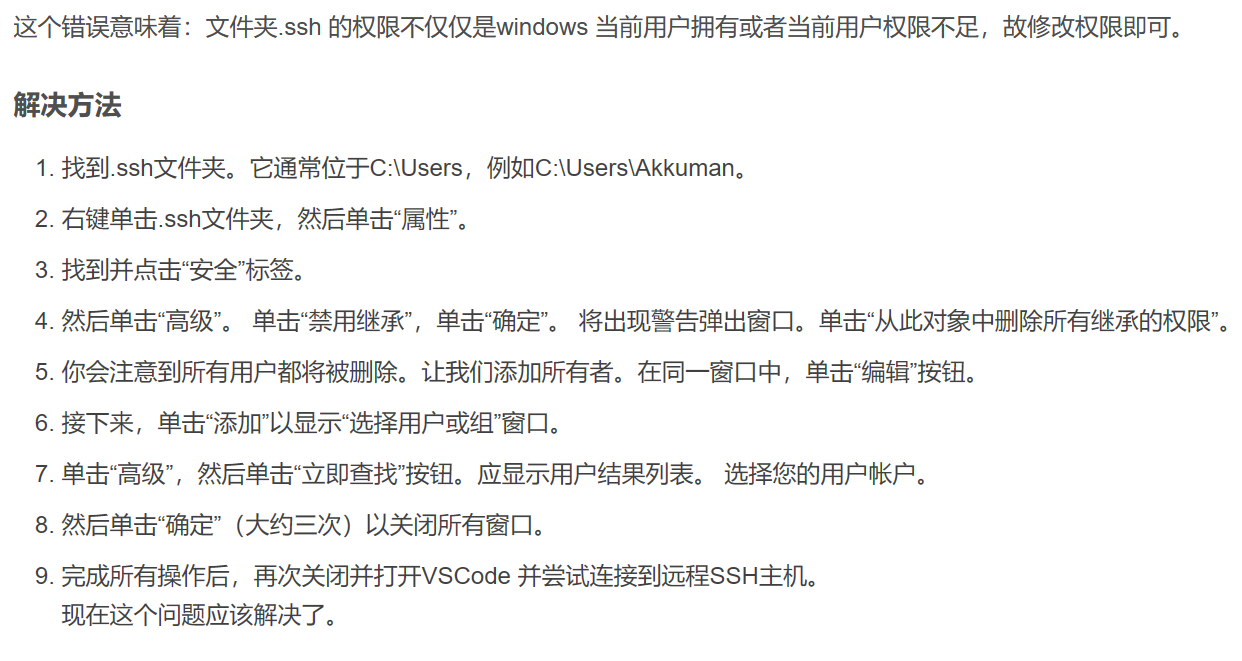 这个错误意味着：文件夹.ssh 的权限不仅仅是windows 当前用户拥有或者当前用户权限不足，故修改权限即可。
解决方法
1. 找到.ssh文件夹。它通常位于C:\Users，例如C:\Users\Akkuman。
2. 右键单击.ssh文件夹，然后单击“属性”。
3. 找到并点击“安全”标签。
4. 然后单击“高级”。 单击“禁用继承”，单击“确定”。 将出现警告弹出窗口。单击“从此对象中删除所有继承的权限”。
5. 你会注意到所有用户都将被删除。让我们添加所有者。在同一窗口中，单击“编辑”按钮。
6. 接下来，单击“添加”以显示“选择用户或组”窗口。
7. 单击“高级”，然后单击“立即查找”按钮。应显示用户结果列表。 选择您的用户帐户。
8. 然后单击“确定”（大约三次）以关闭所有窗口。
9. 完成所有操作后，再次关闭并打开VSCode 并尝试连接到远程SSH主机。
现在这个问题应该解决了。